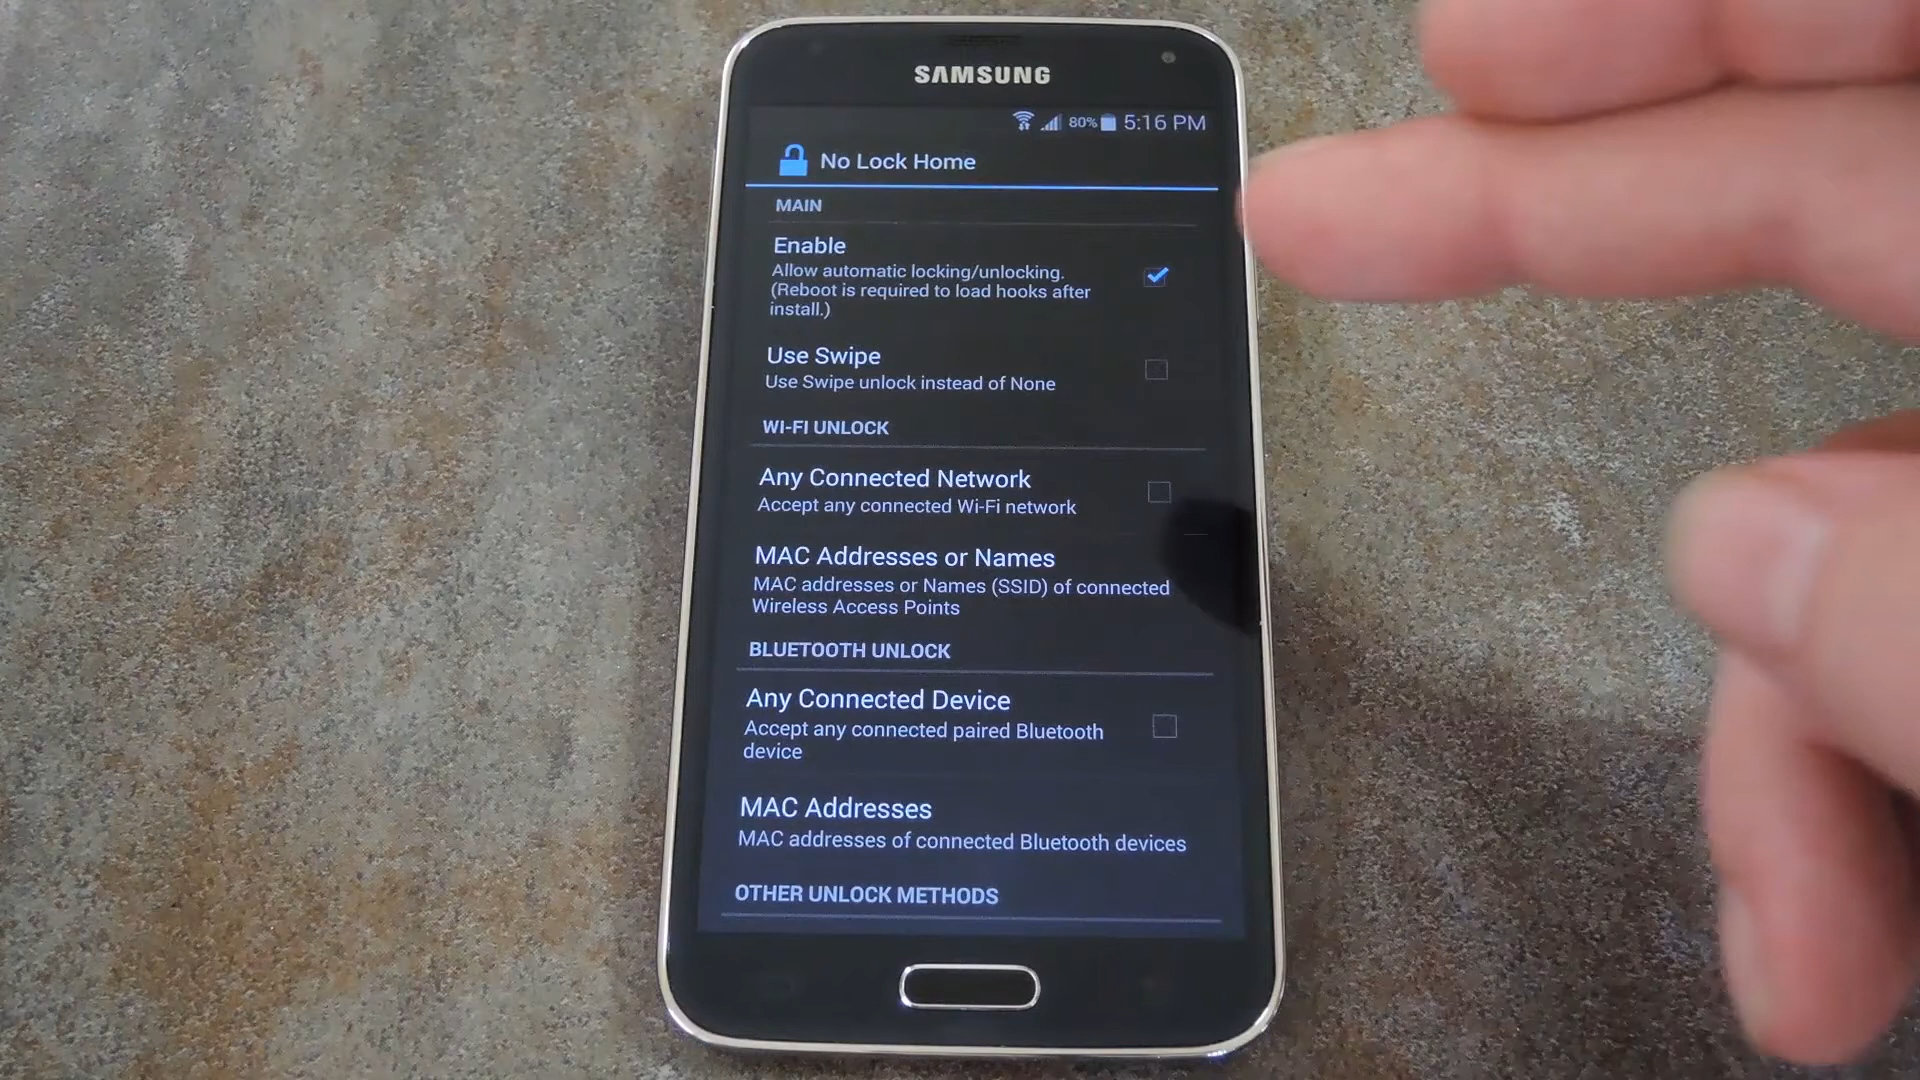 SAMSUNG
80% 5:16 PM
No Lock Home
MAIN
Enable
Allow automatic locking/unlocking.
(Reboot is required to load hooks after
install.)
Use Swipe
Use Swipe unlock instead of None
WI-FI UNLOCK
Any Connected Network
Accept any connected Wi-Fi network
MAC Addresses or Names
MAC addresses or Names (SSID) of connected
Wireless Access Points
BLUETOOTH UNLOCK
Any Connected Device
Accept any connected paired Bluetooth
device
MAC Addresses
MAC addresses of connected Bluetooth devices
OTHER UNLOCK METHODS